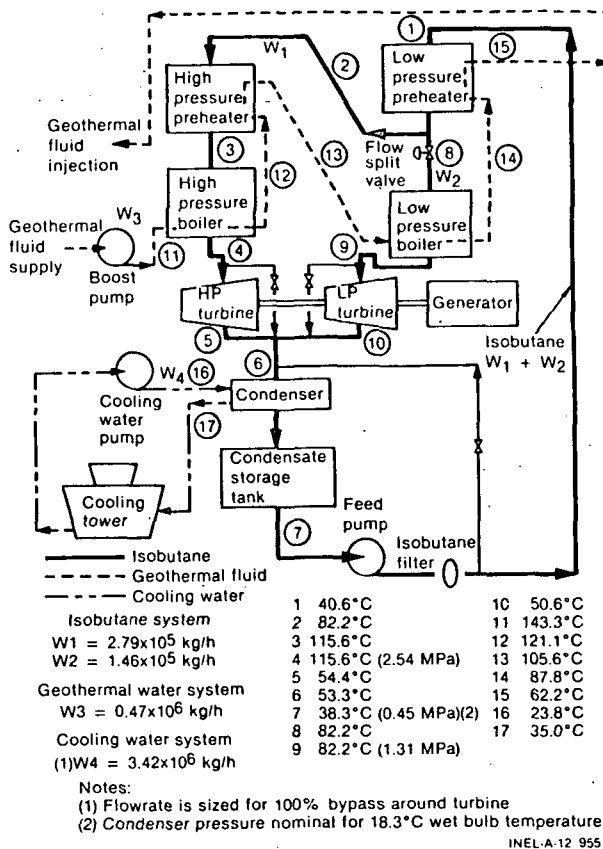 1
15
W1
2
High
pressure
preheater
Low
pressure
preheater
Geothermal
fluid
injection
3
12
13
Flow
split
valve
8
W2
14
High
pressure
boiler
Low
pressure
boiler
W3
Geothermal
fluid
supply
11
Boost
pump
4
9
HP
turbine
LP
turbine
Generator
5
10
6
Isobutane
W1 + W2
W4
16
Cooling
water
pump
Condenser
17
Condensate
storage
tank
Cooling
tower
7
Feed
pump
Isobutane
filter
Isobutane
Geothermal fluid
Cooling water
Isobutane system
W1 = 2.79x10⁵ kg/h
W2 = 1.46x10⁵ kg/h
Geothermal water system
W3 = 0.47x10⁶ kg/h
Cooling water system
(1)W4 = 3.42x10⁶ kg/h
1 40.6°C
2 82.2°C
3 115.6°C
4 115.6°C (2.54 MPa)
5 54.4°C
6 53.3°C
7 38.3°C (0.45 MPa)(2)
8 82.2°C
9 82.2°C (1.31 MPa)
10 50.6°C
11 143.3°C
12 121.1°C
13 105.6°C
14 87.8°C
15 62.2°C
16 23.8°C
17 35.0°C
Notes:
(1) Flowrate is sized for 100% bypass around turbine
(2) Condenser pressure nominal for 18.3°C wet bulb temperature
INEL-A-12 955